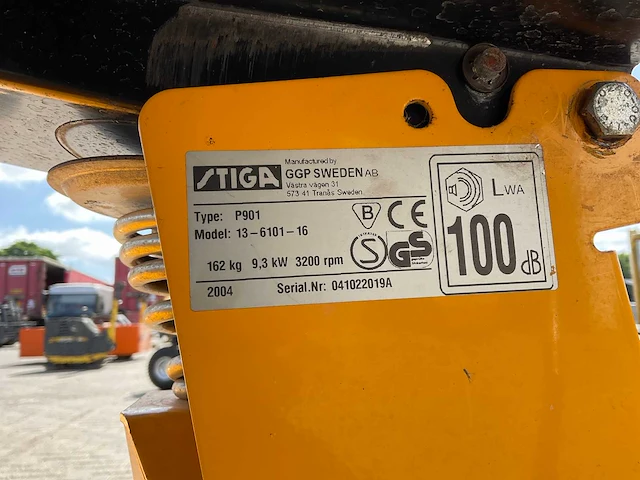 STIGA
Manufactured by
GGP SWEDEN AB
Västra vägen 31
573 41 Tranås Sweden
Type: P901
Model: 13-6101-16
B CE
S GS
162 kg 9,3 kW 3200 rpm
2004 Serial.Nr: 041022019A
LWA
100 dB